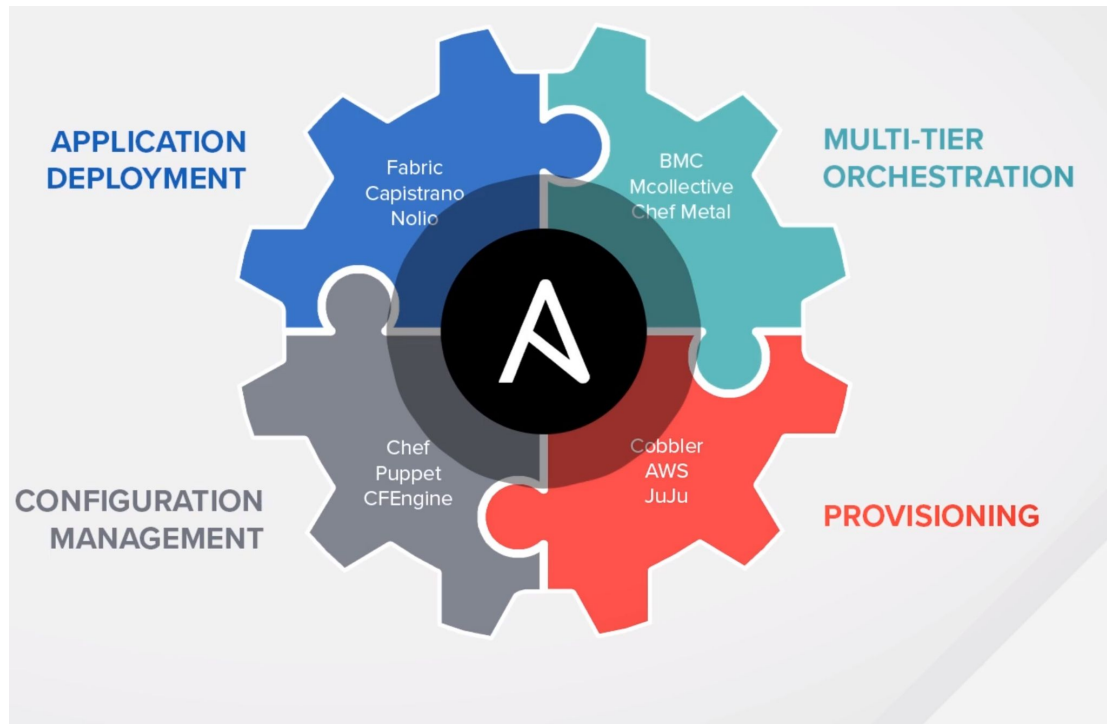 APPLICATION
DEPLOYMENT
Fabric
Capistrano
Nolio
BMC
Mcollective
Chef Metal
MULTI-TIER
ORCHESTRATION
CONFIGURATION
MANAGEMENT
Chef
Puppet
CFEngine
Cobbler
AWS
JuJu
PROVISIONING